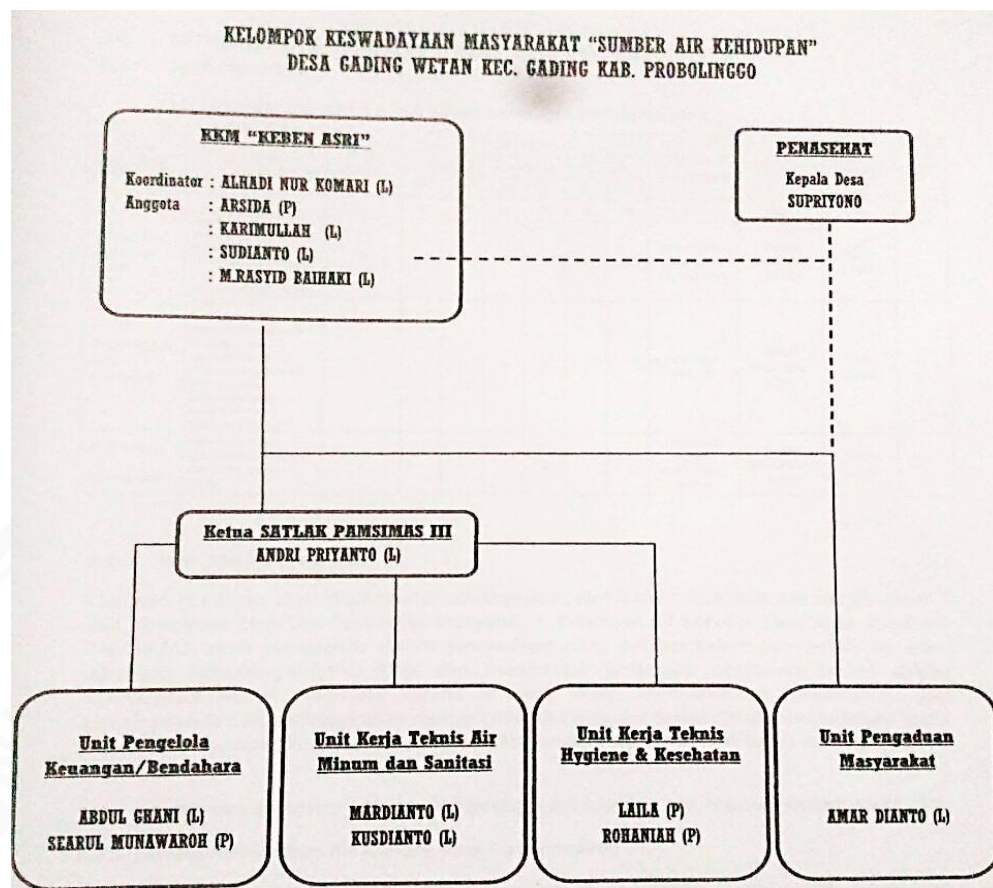 KELOMPOK KESWADAYAAN MASYARAKAT “SUMBER AIR KEHIDUPAN”
DESA GADING WETAN KEC. GADING KAB. PROBOLINGGO
KKM “KEBEN ASRI”
Koordinator : ALHADI NUR KOMARI (L)
Anggota : ARSIDA (P)
: KARIMULLAH (L)
: SUDIANTO (L)
: M.RASYID BAIHAKI (L)
PENASEHAT
Kepala Desa
SUPRIYONO
Ketua SATLAK PAMSIMAS III
ANDRI PRIYANTO (L)
Unit Pengelola
Keuangan/Bendahara
ABDUL GHANI (L)
SEARUL MUNAWAROH (P)
Unit Kerja Teknis Air
Minum dan Sanitasi
MARDIANTO (L)
KUSDIANTO (L)
Unit Kerja Teknis
Hygiene & Kesehatan
LAILA (P)
ROHANIAH (P)
Unit Pengaduan
Masyarakat
AMAR DIANTO (L)